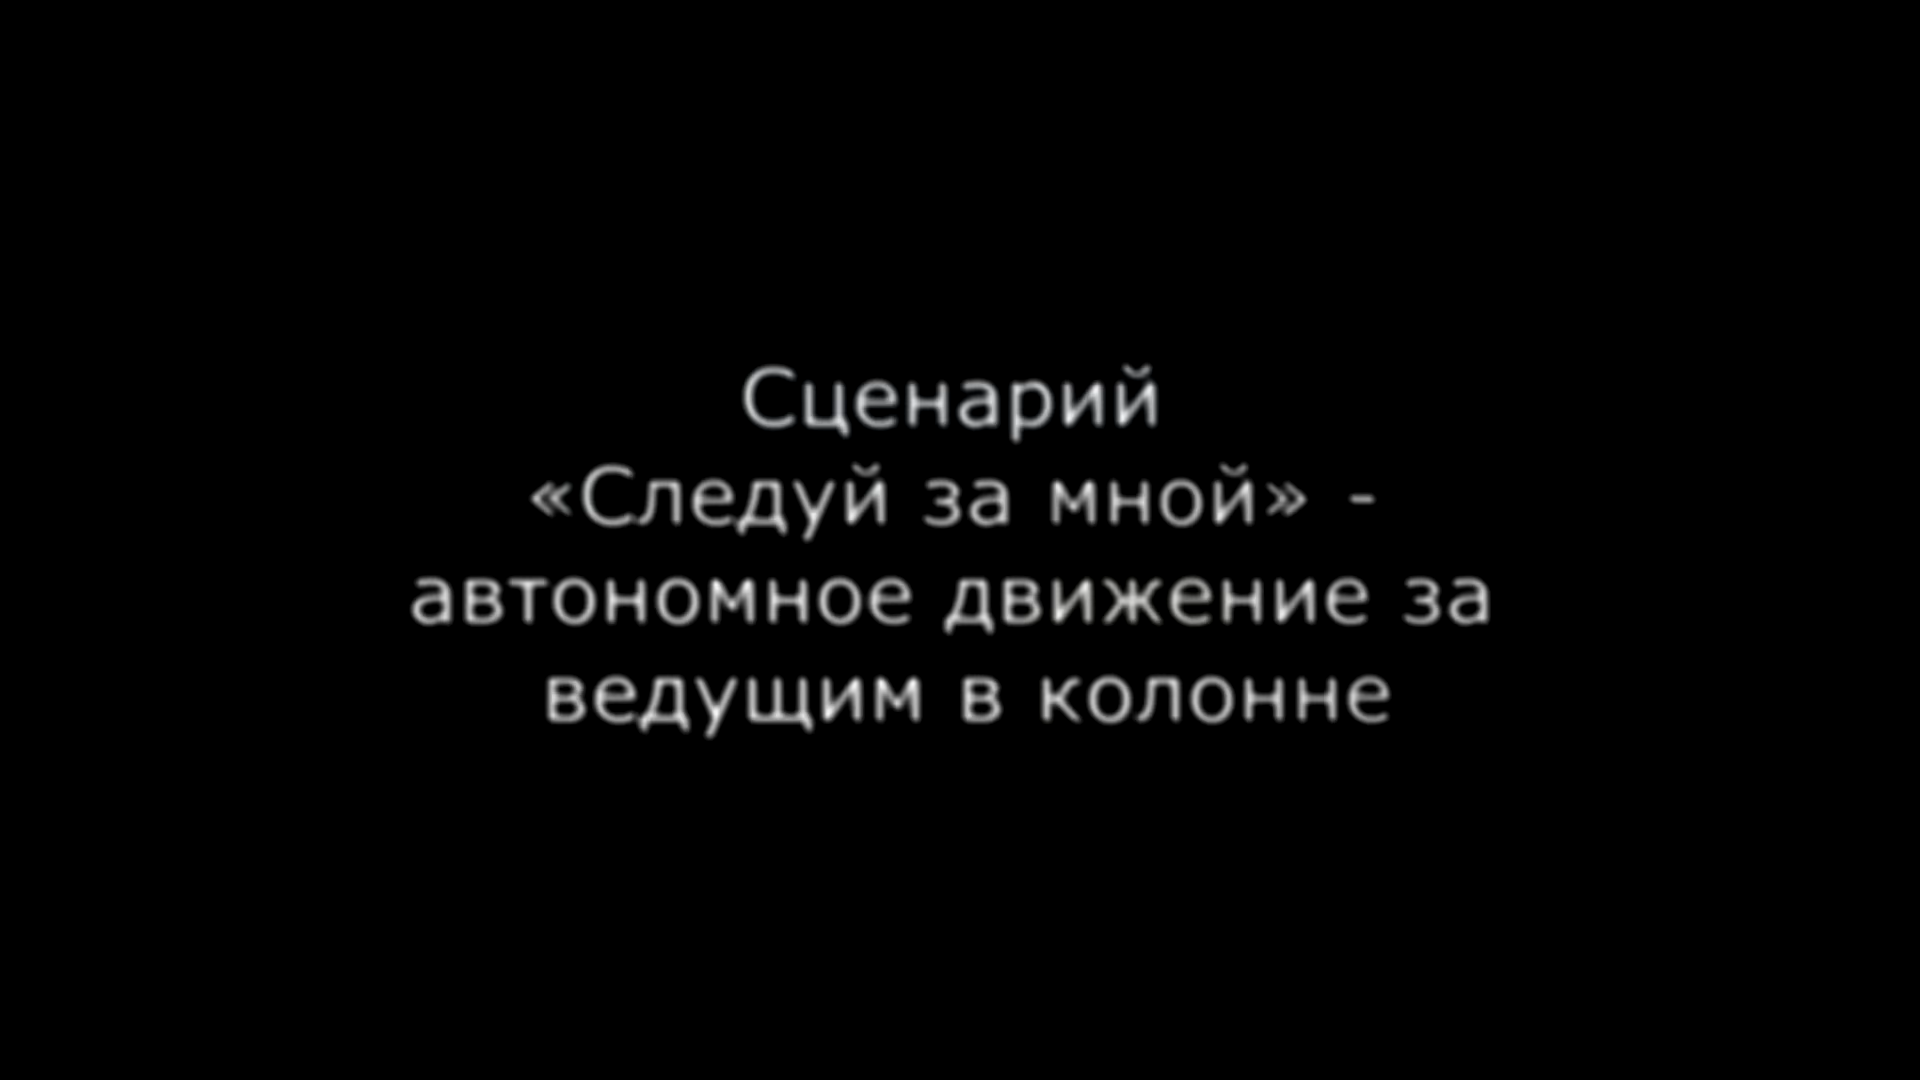 Сценарий
«Следуй за мной» -
автономное движение за
ведущим в колонне